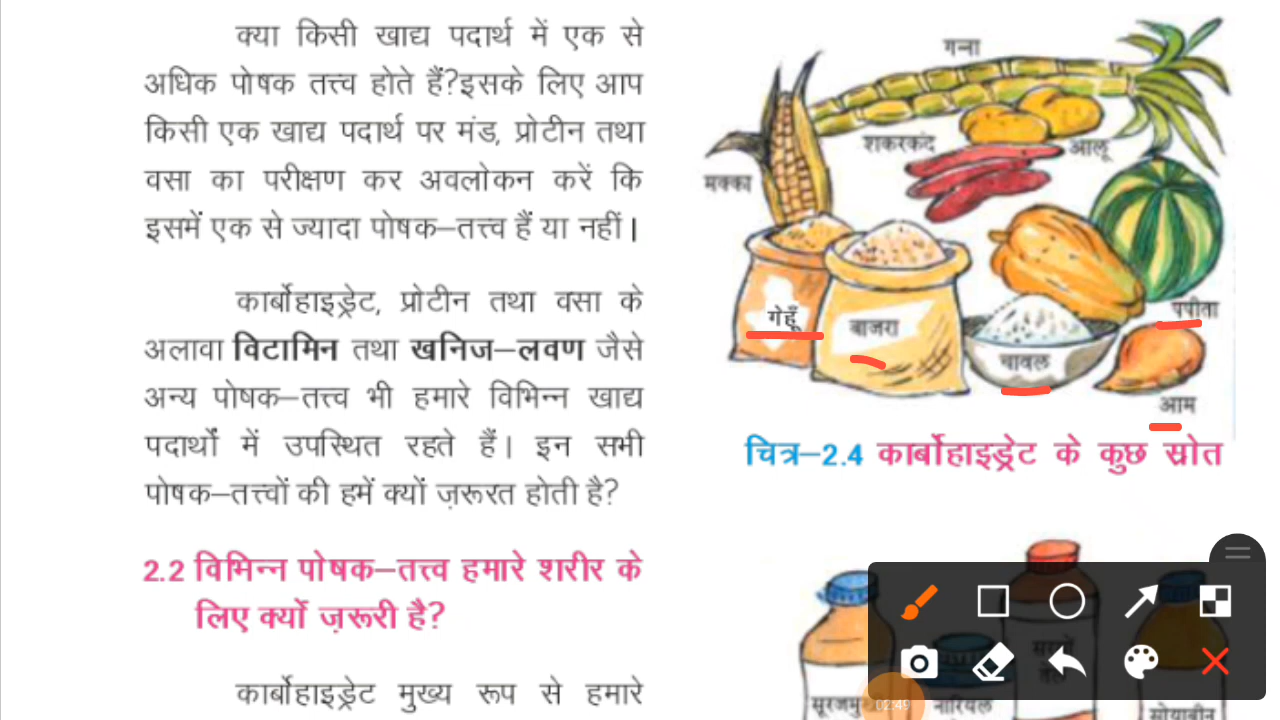 क्या किसी खाद्य पदार्थ में एक से
अधिक पोषक तत्त्व होते हैं?इसके लिए आप
किसी एक खाद्य पदार्थ पर मंड, प्रोटीन तथा
वसा का परीक्षण कर अवलोकन करें कि
इसमें एक से ज्यादा पोषक–तत्त्व हैं या नहीं |
कार्बोहाइड्रेट, प्रोटीन तथा वसा के
अलावा विटामिन तथा खनिज–लवण जैसे
अन्य पोषक–तत्त्व भी हमारे विभिन्न खाद्य
पदार्थों में उपस्थित रहते हैं। इन सभी
पोषक–तत्त्वों की हमें क्यों ज़रूरत होती है?
2.2 विभिन्न पोषक–तत्त्व हमारे शरीर के
लिए क्यों ज़रूरी है?
कार्बोहाइड्रेट मुख्य रूप से हमारे
गन्ना
शकरकंद
आलू
मक्का
गेहूँ
बाजरा
पपीता
चावल
आम
चित्र–2.4 कार्बोहाइड्रेट के कुछ स्रोत
नारियल
सोयाबीन
02:49